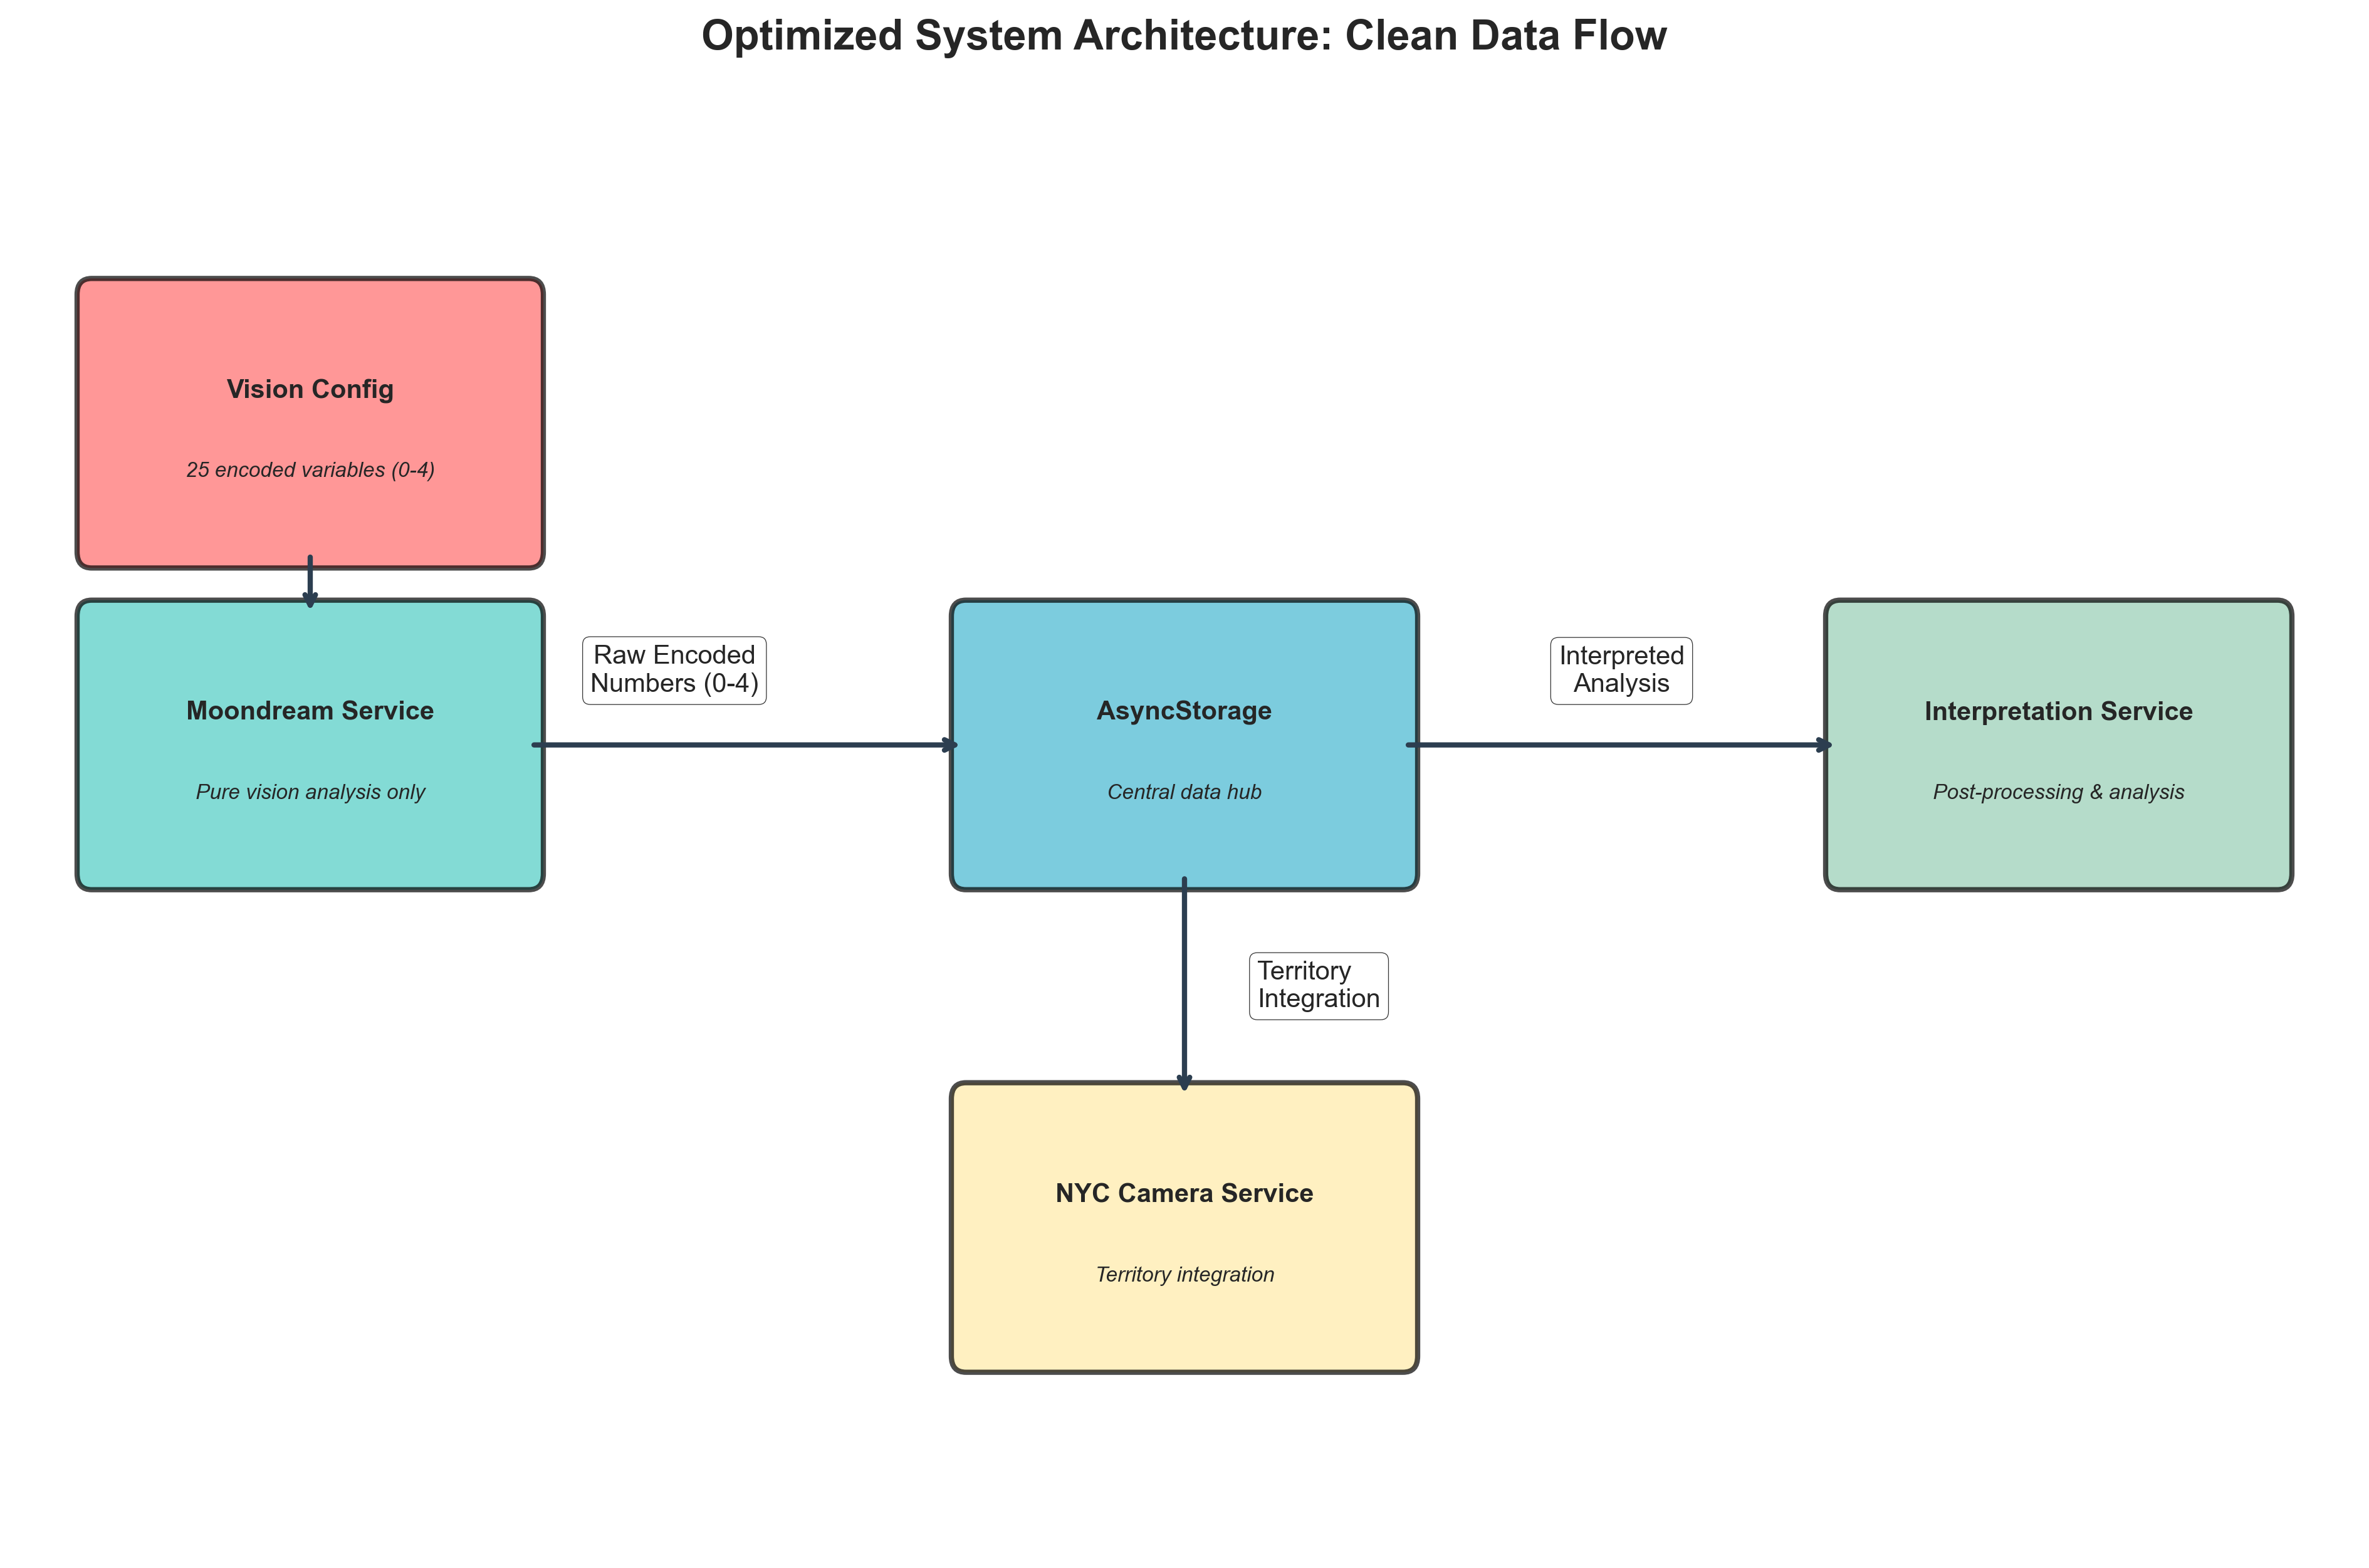 Optimized System Architecture: Clean Data Flow
Vision Config
25 encoded variables (0-4)
Moondream Service
Pure vision analysis only
Raw Encoded
Numbers (0-4)
AsyncStorage
Central data hub
Interpreted
Analysis
Interpretation Service
Post-processing & analysis
Territory
Integration
NYC Camera Service
Territory integration